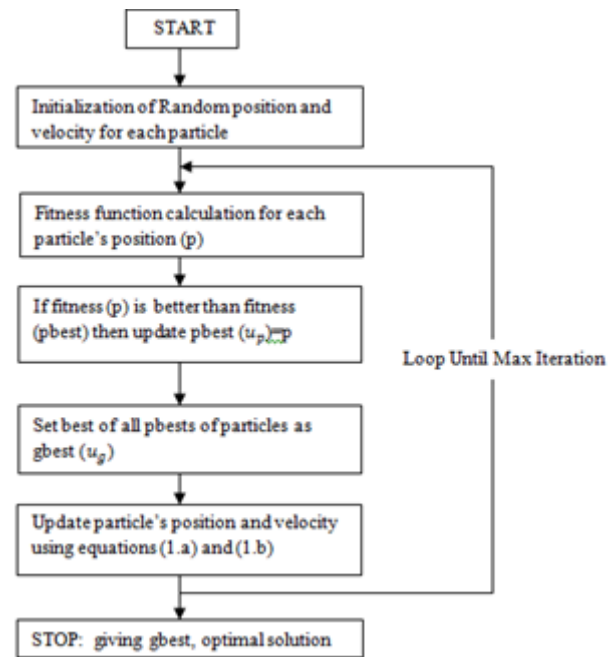 START
Initialization of Random position and
velocity for each particle
Fitness function calculation for each
particle's position (p)
If fitness (p) is better than fitness
(pbest) then update pbest (u_p)=p
Loop Until Max Iteration
Set best of all pbests of particles as
gbest (u_g)
Update particle's position and velocity
using equations (1.a) and (1.b)
STOP: giving gbest, optimal solution